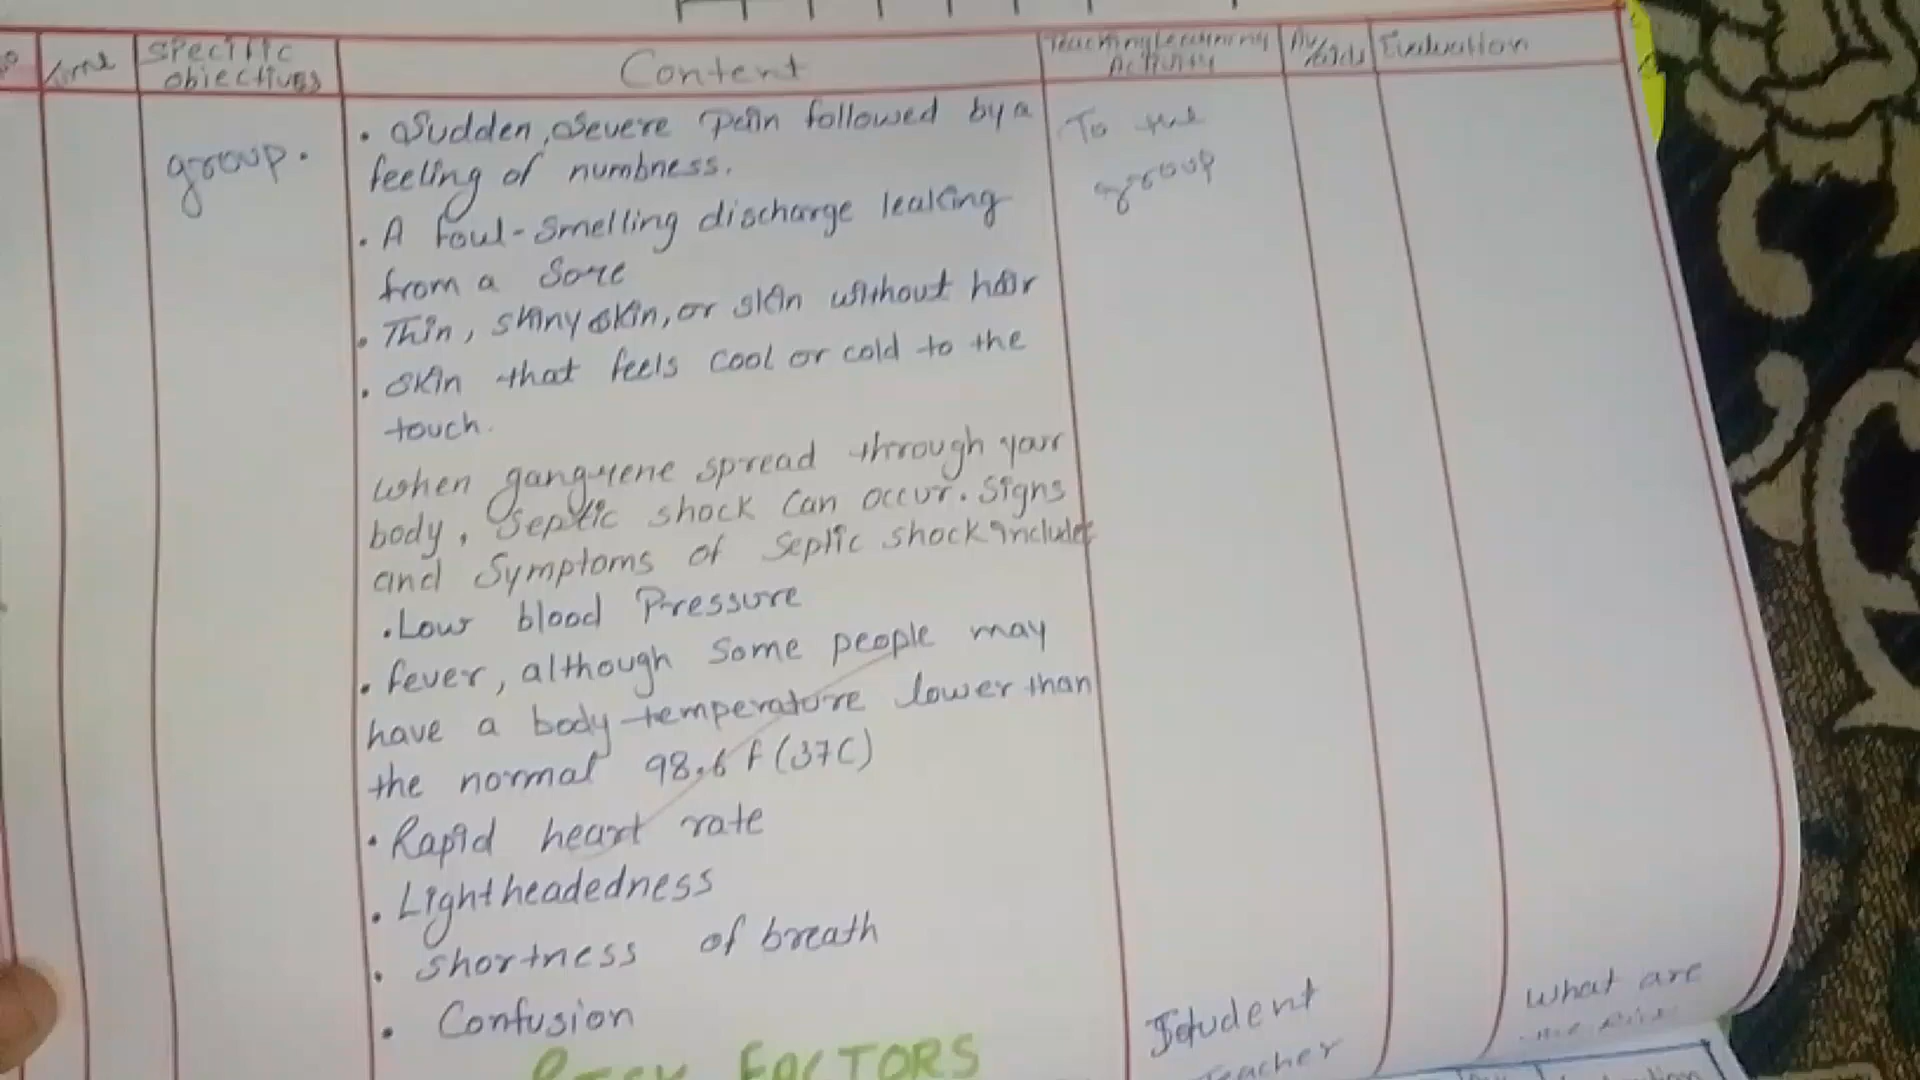 Time
Specific
objectives
Content
Teaching Learning
Activity
Av
Aids
Evaluation
group.
• Sudden, severe pain followed by a
feeling of numbness.
• A foul-smelling discharge leaking
from a sore
• Thin, shiny skin, or skin without hair
• skin that feels cool or cold to the
touch.
When gangrene spread through your
body, septic shock can occur. Signs
and symptoms of septic shock include
• Low blood Pressure
• fever, although some people may
have a body temperature lower than
the normal 98.6 f (37C)
• Rapid heart rate
• Lightheadedness
• shortness of breath
• Confusion
RISK FACTORS
To the
group
Student
Teacher
What are